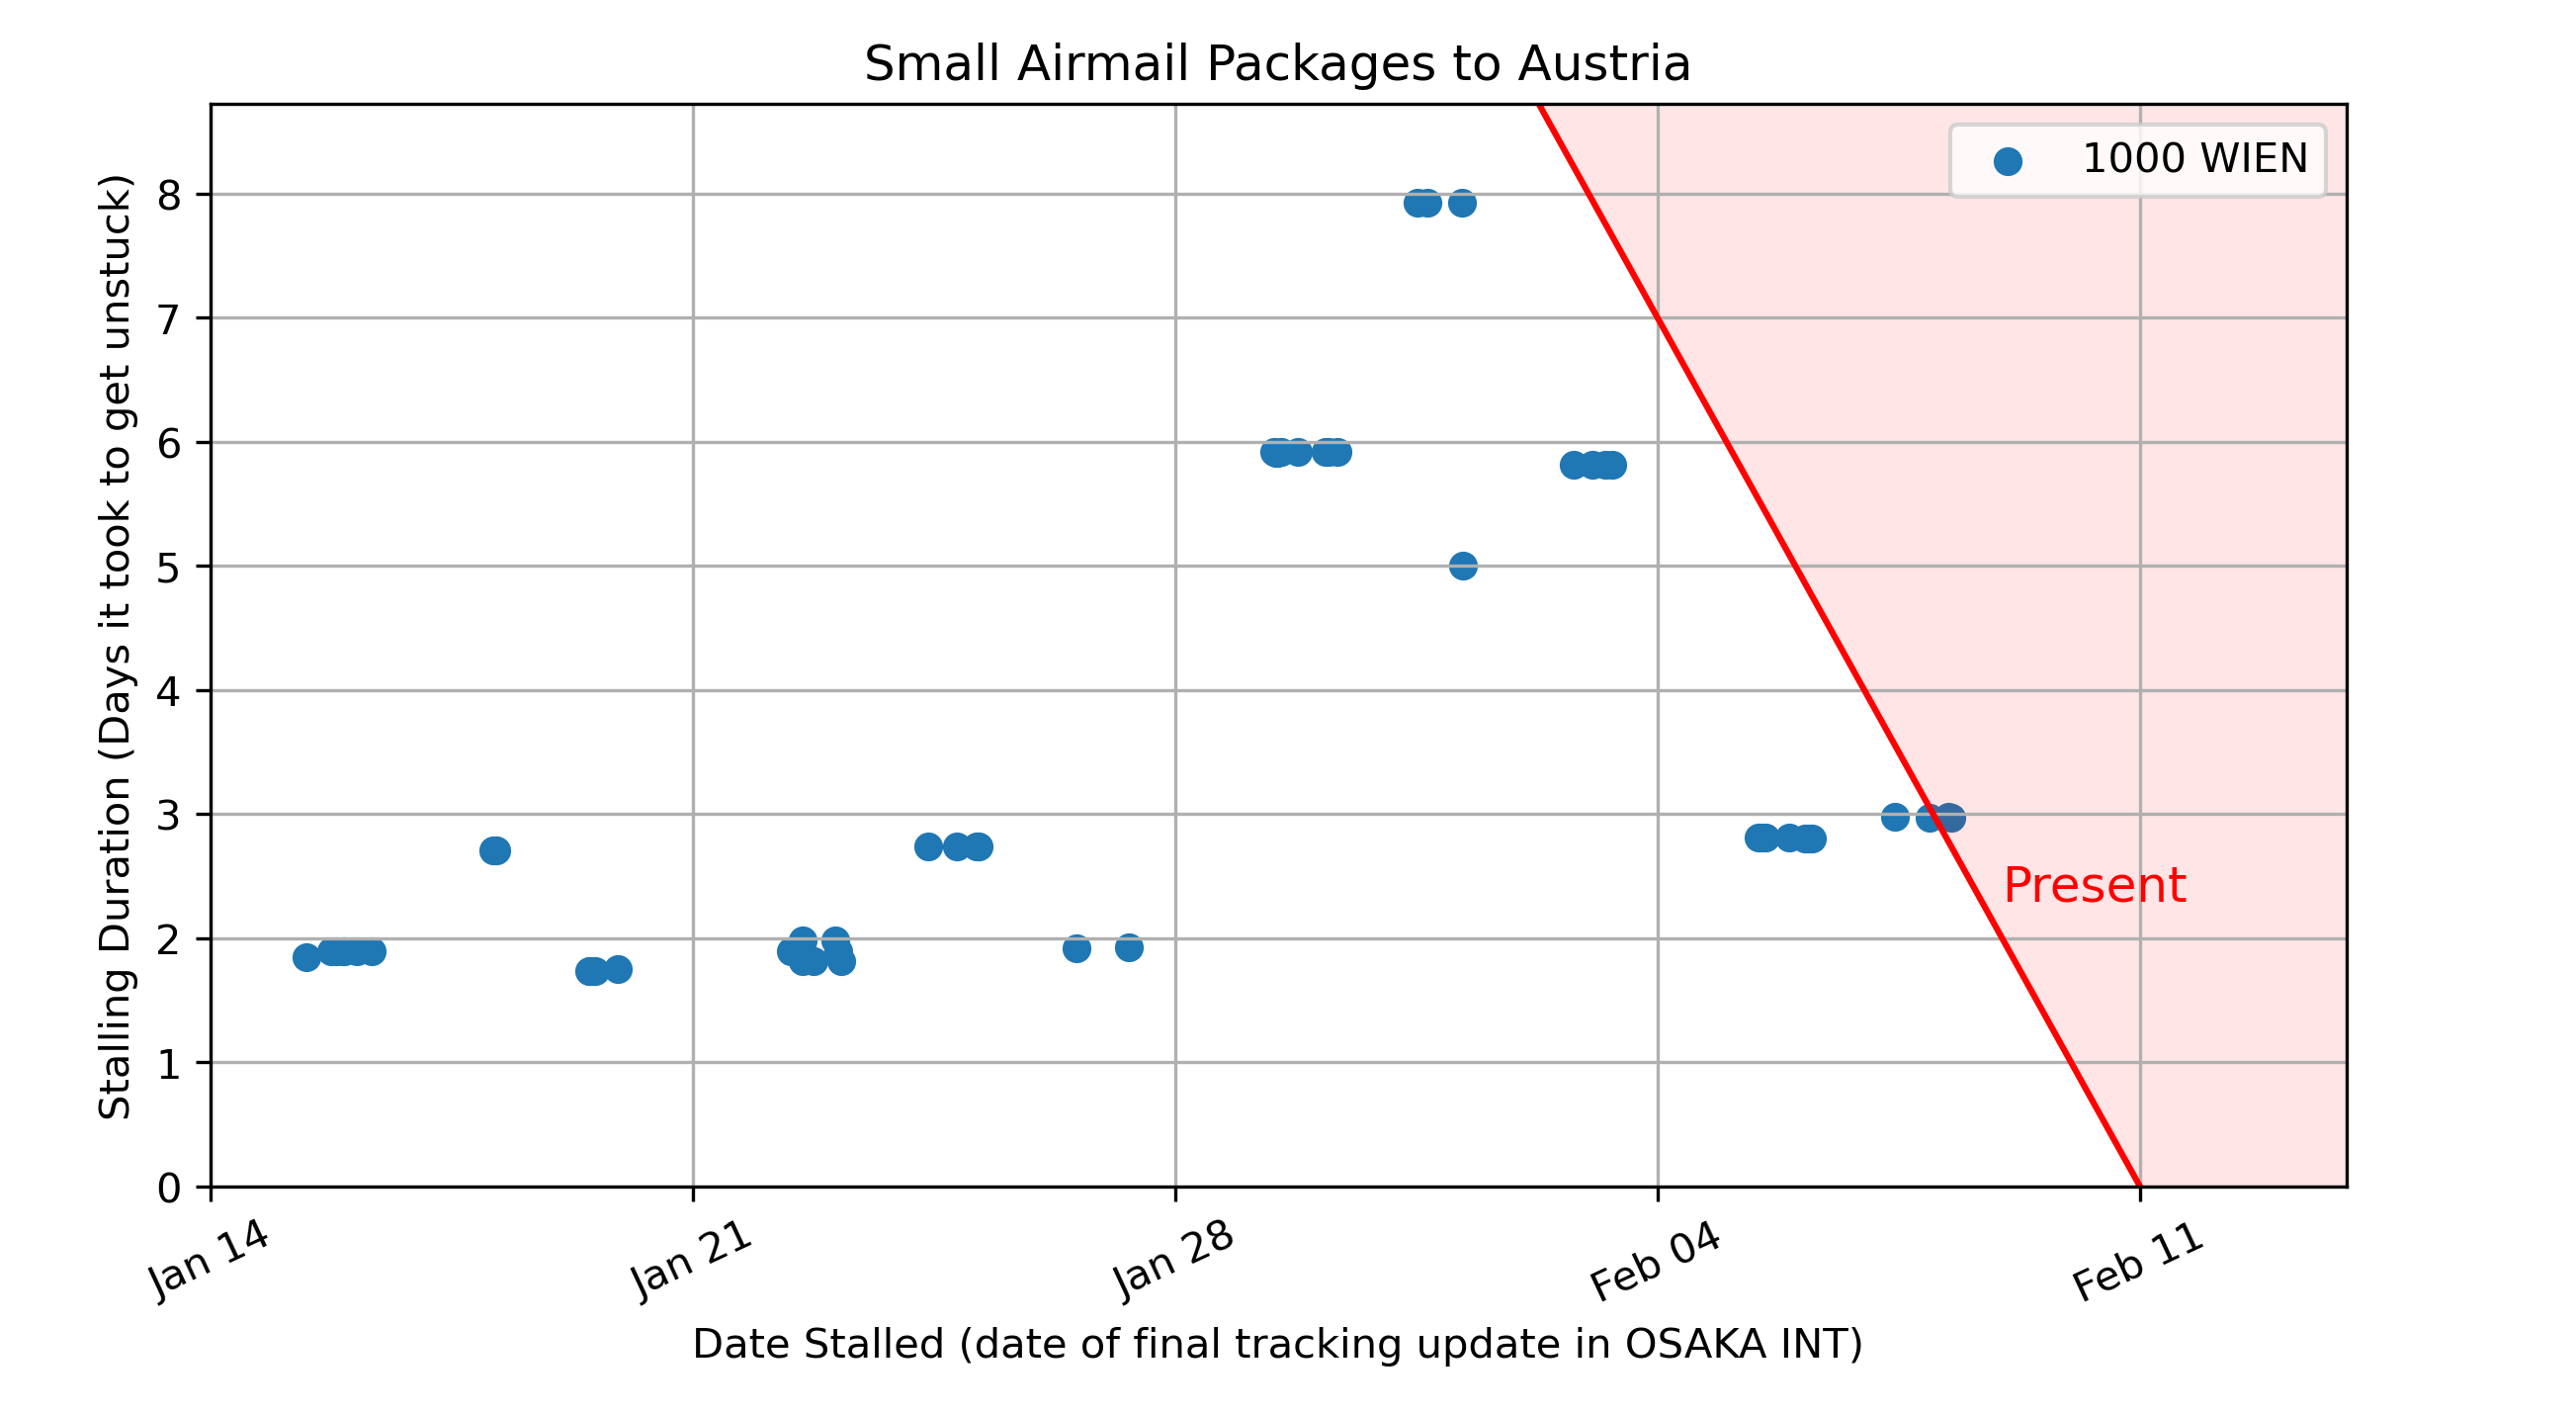 Small Airmail Packages to Austria
1000 WIEN
Stalling Duration (Days it took to get unstuck)
8
7
6
5
4
3
2
1
0
Present
Jan 14
Jan 21
Jan 28
Feb 04
Feb 11
Date Stalled (date of final tracking update in OSAKA INT)